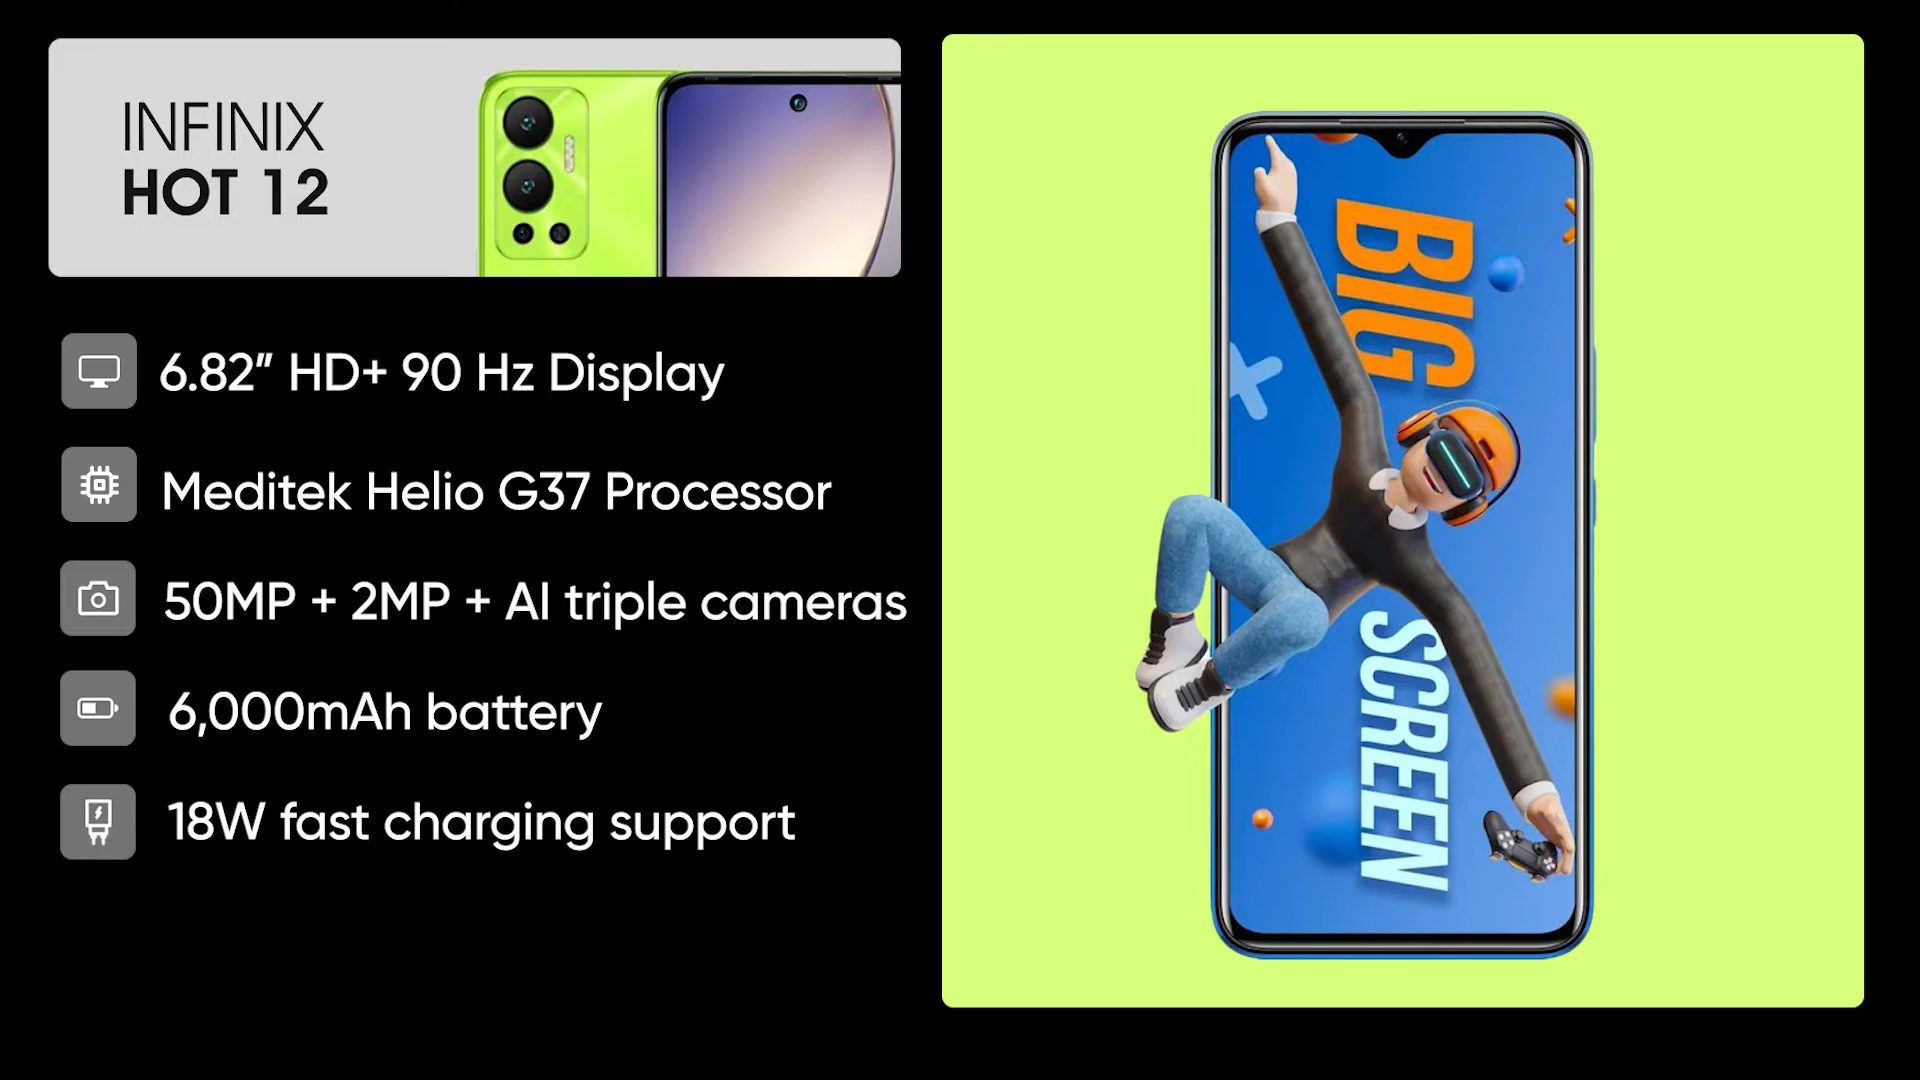 INFINIX
HOT 12
6.82” HD+ 90 Hz Display
Meditek Helio G37 Processor
50MP + 2MP + AI triple cameras
6,000mAh battery
18W fast charging support
BIG
SCREEN